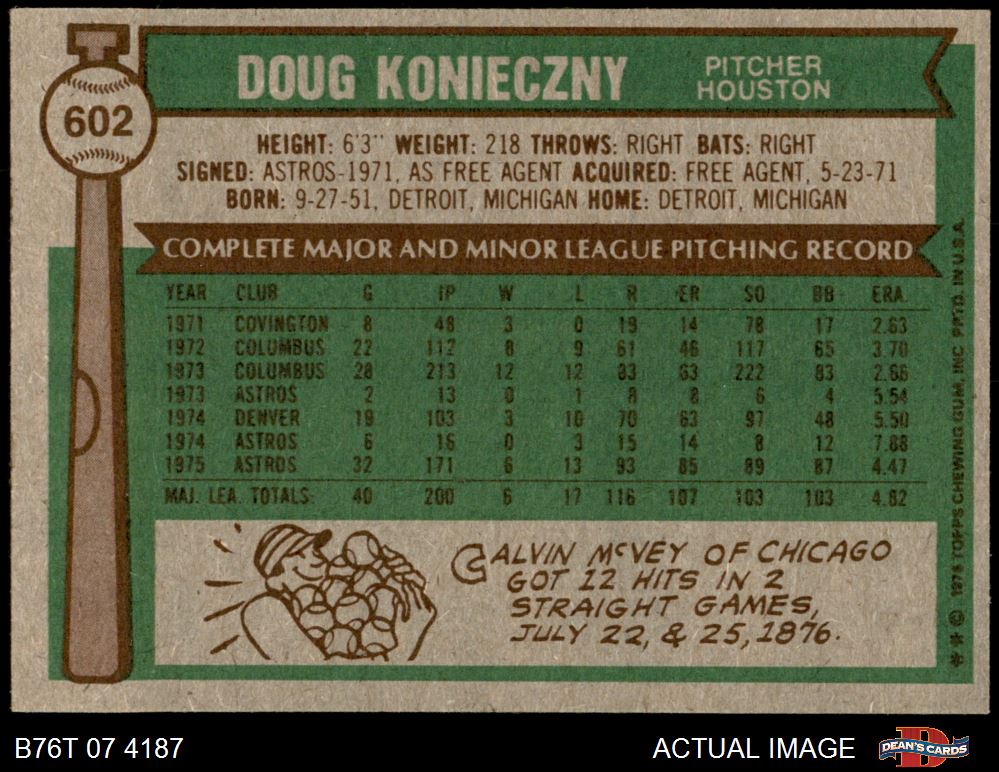 602
DOUG KONIECZNY
PITCHER
HOUSTON
HEIGHT: 6'3" WEIGHT: 218 THROWS: RIGHT BATS: RIGHT
SIGNED: ASTROS-1971, AS FREE AGENT ACQUIRED: FREE AGENT, 5-23-71
BORN: 9-27-51, DETROIT, MICHIGAN HOME: DETROIT, MICHIGAN
COMPLETE MAJOR AND MINOR LEAGUE PITCHING RECORD
YEAR CLUB G IP W L R ER SO BB ERA
1971 COVINGTON 8 48 3 0 19 14 78 17 2.63
1972 COLUMBUS 22 112 8 9 61 46 117 65 3.70
1973 COLUMBUS 28 213 12 12 83 63 222 83 2.66
1973 ASTROS 2 13 0 1 8 8 6 4 5.54
1974 DENVER 19 103 3 10 70 63 97 48 5.50
1974 ASTROS 6 16 0 3 15 14 8 12 7.88
1975 ASTROS 32 171 6 13 93 85 89 87 4.47
MAJ. LEA. TOTALS 40 200 6 17 116 107 103 103 4.82
CALVIN McVEY OF CHICAGO
GOT 12 HITS IN 2
STRAIGHT GAMES,
JULY 22, & 25, 1876.
** © 1976 TOPPS CHEWING GUM, INC. PRTD. IN U.S.A.
B76T 07 4187
ACTUAL IMAGE
D
DEAN'S CARDS